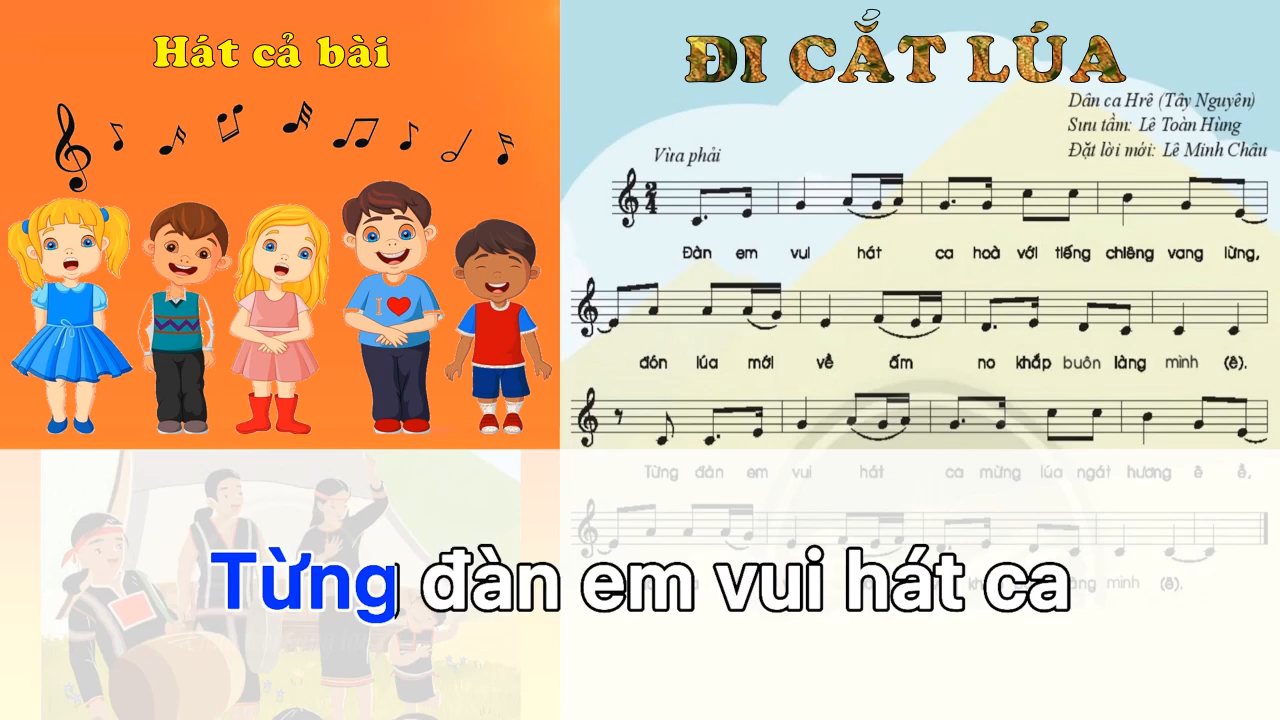 Hát cả bài
ĐI CẮT LÚA
Dân ca Hrê (Tây Nguyên)
Sưu tầm: Lê Toàn Hùng
Đặt lời mới: Lê Minh Châu
Vừa phải
Đàn em vui hát ca hoà với tiếng chiêng vang lừng,
đón lúa mới về ấm no khắp buôn làng mình (ê).
Từng đàn em vui hát ca mừng lúa ngát hương ê ề,
mình (ê).
Từng đàn em vui hát ca
I